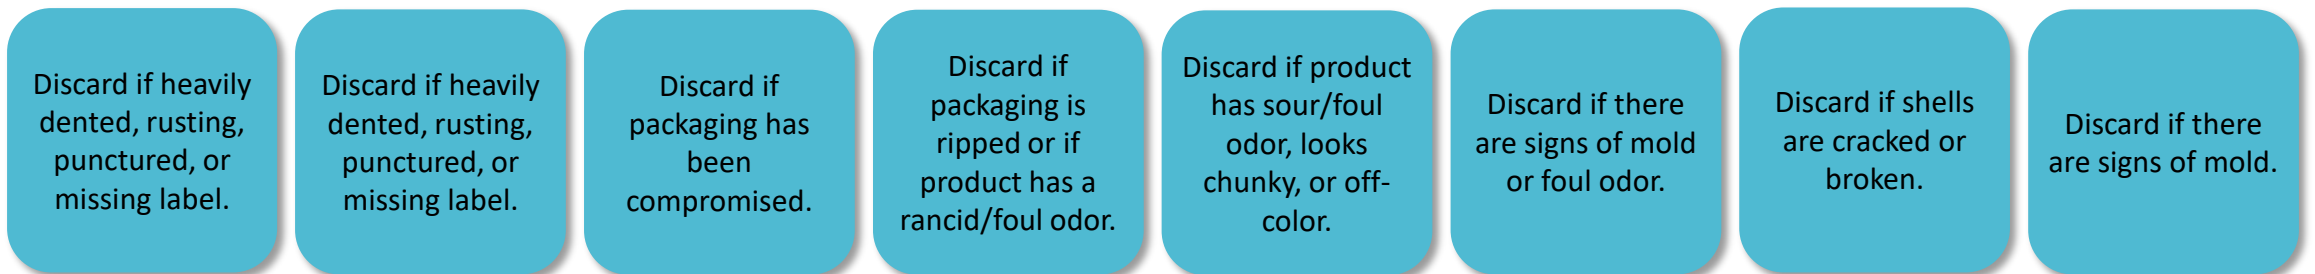 Discard if heavily
dented, rusting,
punctured, or
missing label.
Discard if heavily
dented, rusting,
punctured, or
missing label.
Discard if
packaging has
been
compromised.
Discard if
packaging is
ripped or if
product has a
rancid/foul odor.
Discard if product
has sour/foul
odor, looks
chunky, or off-
color.
Discard if there
are signs of mold
or foul odor.
Discard if shells
are cracked or
broken.
Discard if there
are signs of mold.